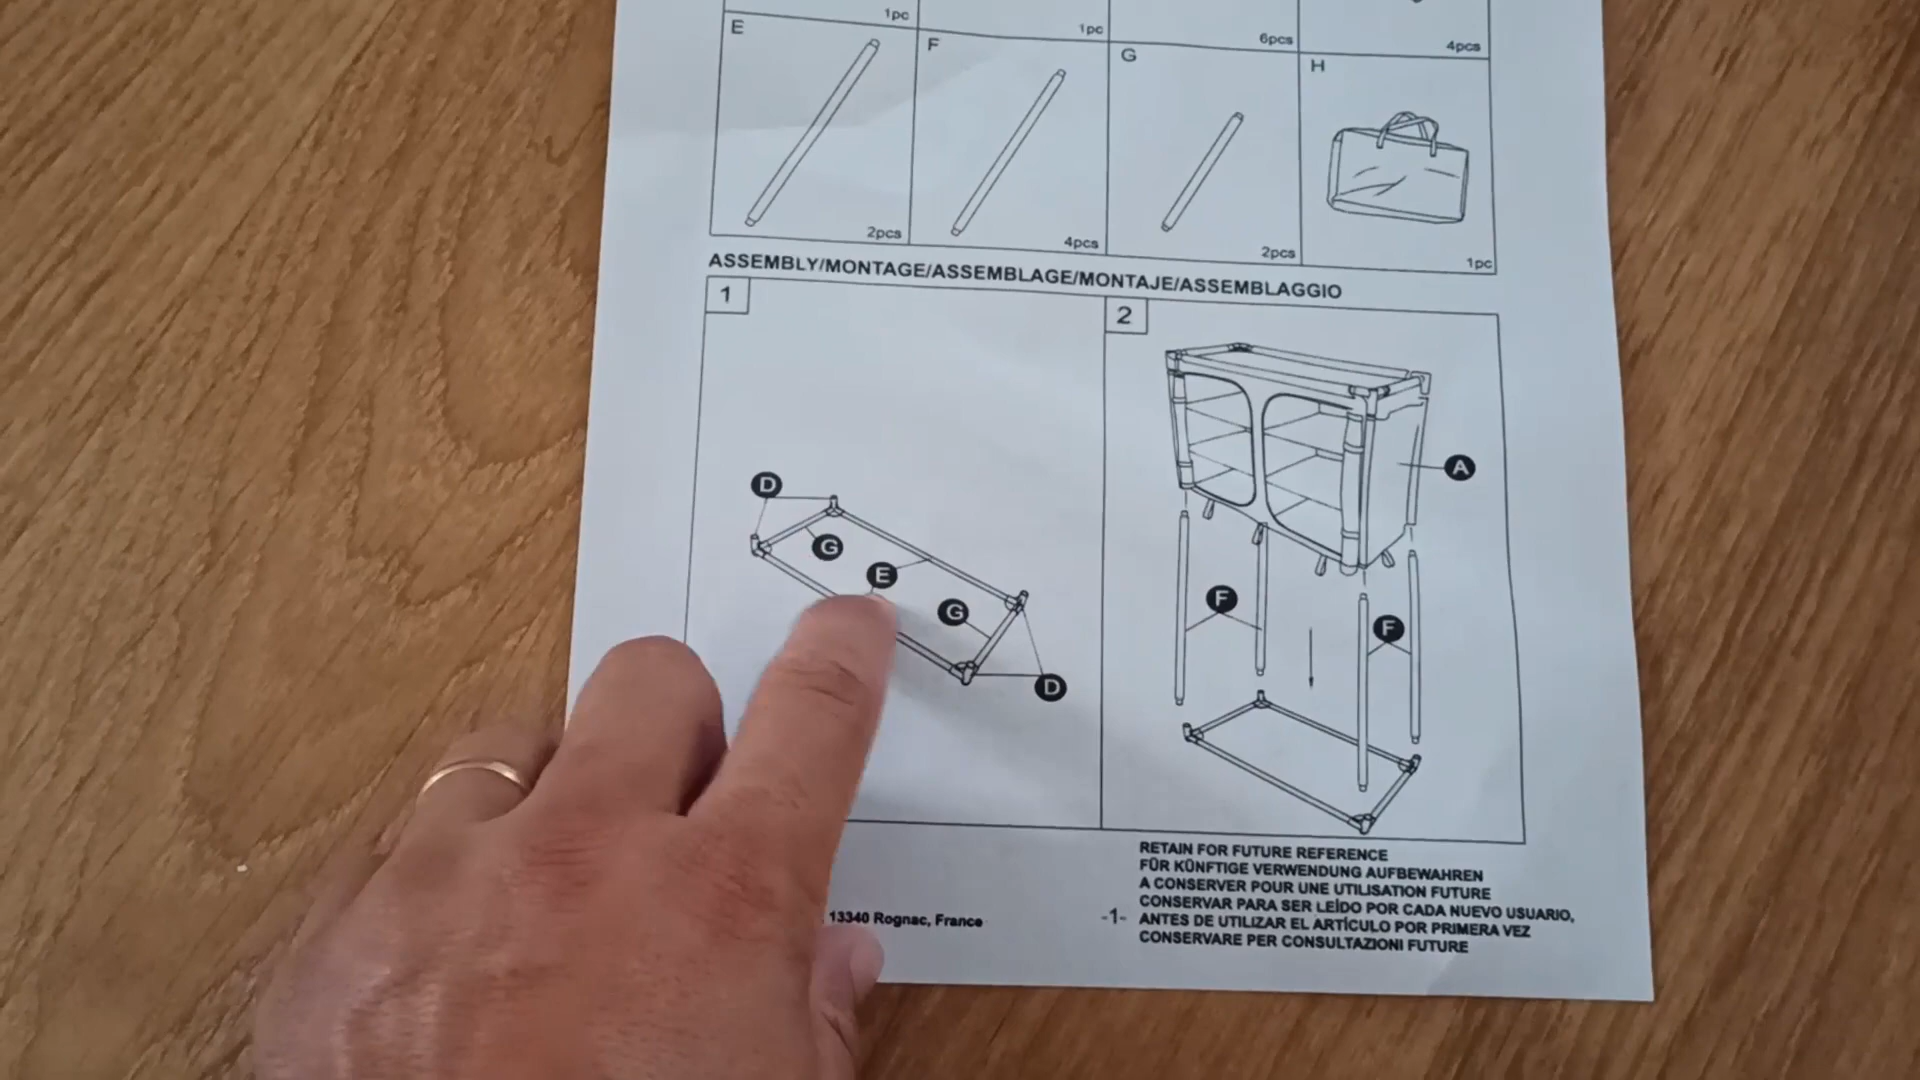 1pc
1pc
6pcs
4pcs
E
2pcs
F
4pcs
G
2pcs
H
1pc
ASSEMBLY/MONTAGE/ASSEMBLAGE/MONTAJE/ASSEMBLAGGIO
1
D
G
E
G
D
2
A
F
F
13340 Rognac, France
-1-
RETAIN FOR FUTURE REFERENCE
FÜR KÜNFTIGE VERWENDUNG AUFBEWAHREN
A CONSERVER POUR UNE UTILISATION FUTURE
CONSERVAR PARA SER LEÍDO POR CADA NUEVO USUARIO,
ANTES DE UTILIZAR EL ARTÍCULO POR PRIMERA VEZ
CONSERVARE PER CONSULTAZIONI FUTURE